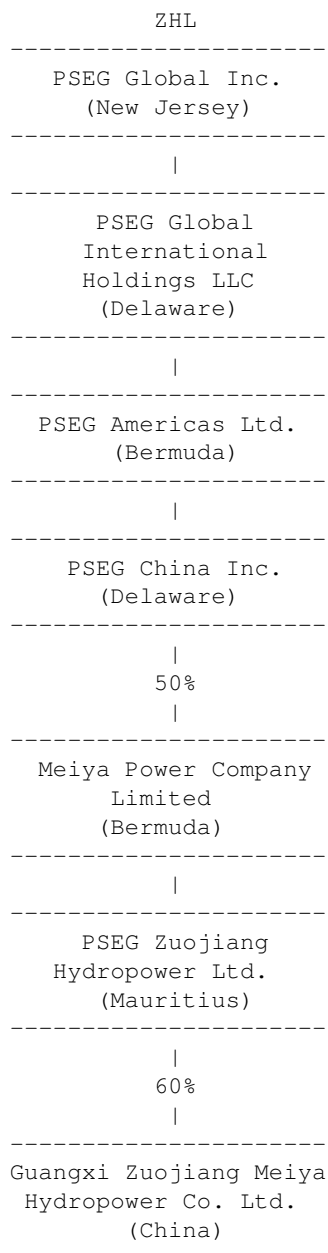 ZHL
----------------------
PSEG Global Inc.
(New Jersey)
----------------------
|
----------------------
PSEG Global
International
Holdings LLC
(Delaware)
----------------------
|
----------------------
PSEG Americas Ltd.
(Bermuda)
----------------------
|
----------------------
PSEG China Inc.
(Delaware)
----------------------
|
50%
|
----------------------
Meiya Power Company
Limited
(Bermuda)
----------------------
|
----------------------
PSEG Zuojiang
Hydropower Ltd.
(Mauritius)
----------------------
|
60%
|
----------------------
Guangxi Zuojiang Meiya
Hydropower Co. Ltd.
(China)